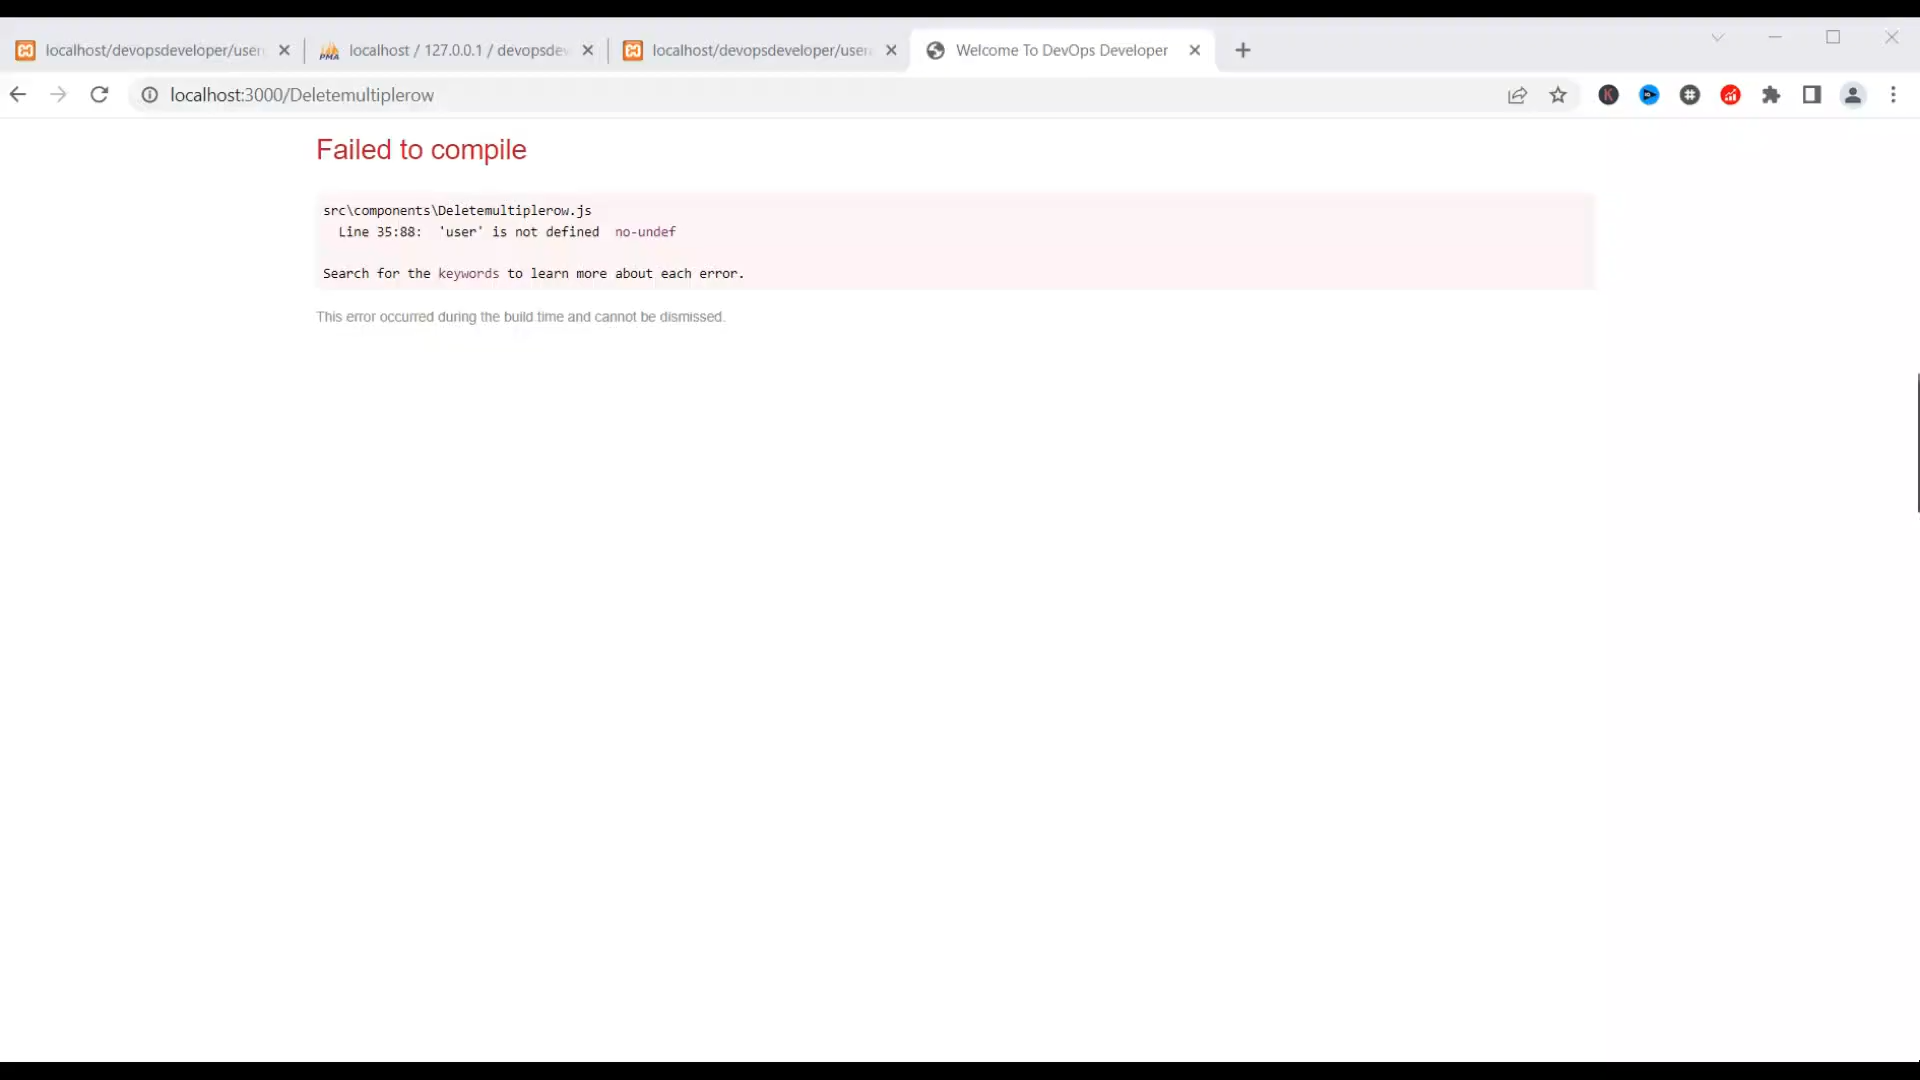 localhost/devopsdeveloper/user
localhost / 127.0.0.1 / devopsdev
localhost/devopsdeveloper/user
Welcome To DevOps Developer
localhost:3000/Deletemultiplerow
Failed to compile
src\components\Deletemultiplerow.js
Line 35:88: 'user' is not defined no-undef
Search for the keywords to learn more about each error.
This error occurred during the build time and cannot be dismissed.